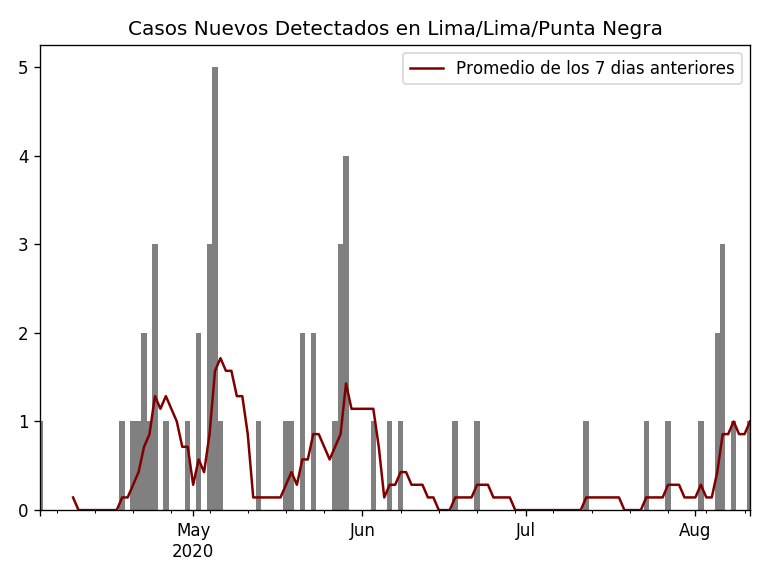 Casos Nuevos Detectados en Lima/Lima/Punta Negra
Promedio de los 7 dias anteriores
5
4
3
2
1
0
May
2020
Jun
Jul
Aug